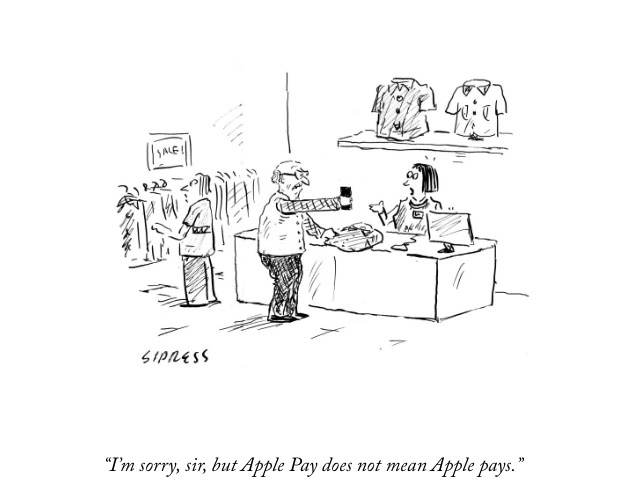 SALE!
SIPRESS
“I’m sorry, sir, but Apple Pay does not mean Apple pays.”